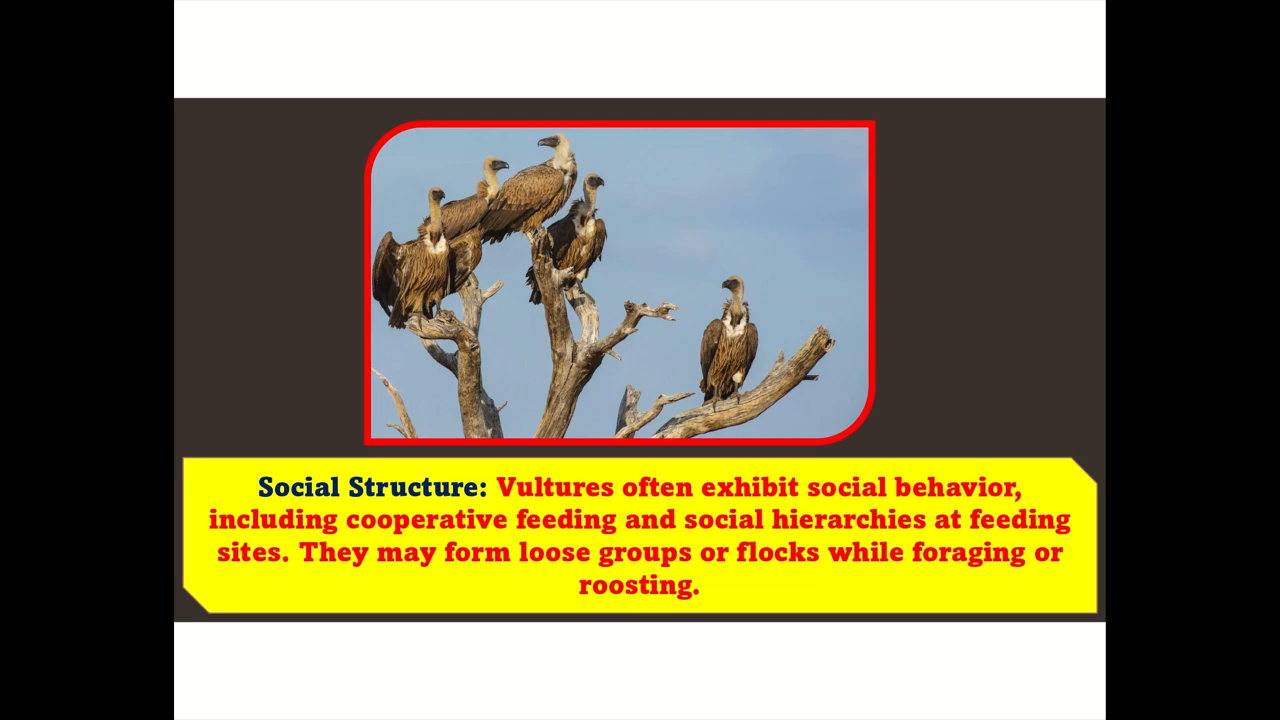 Social Structure: Vultures often exhibit social behavior,
including cooperative feeding and social hierarchies at feeding
sites. They may form loose groups or flocks while foraging or
roosting.